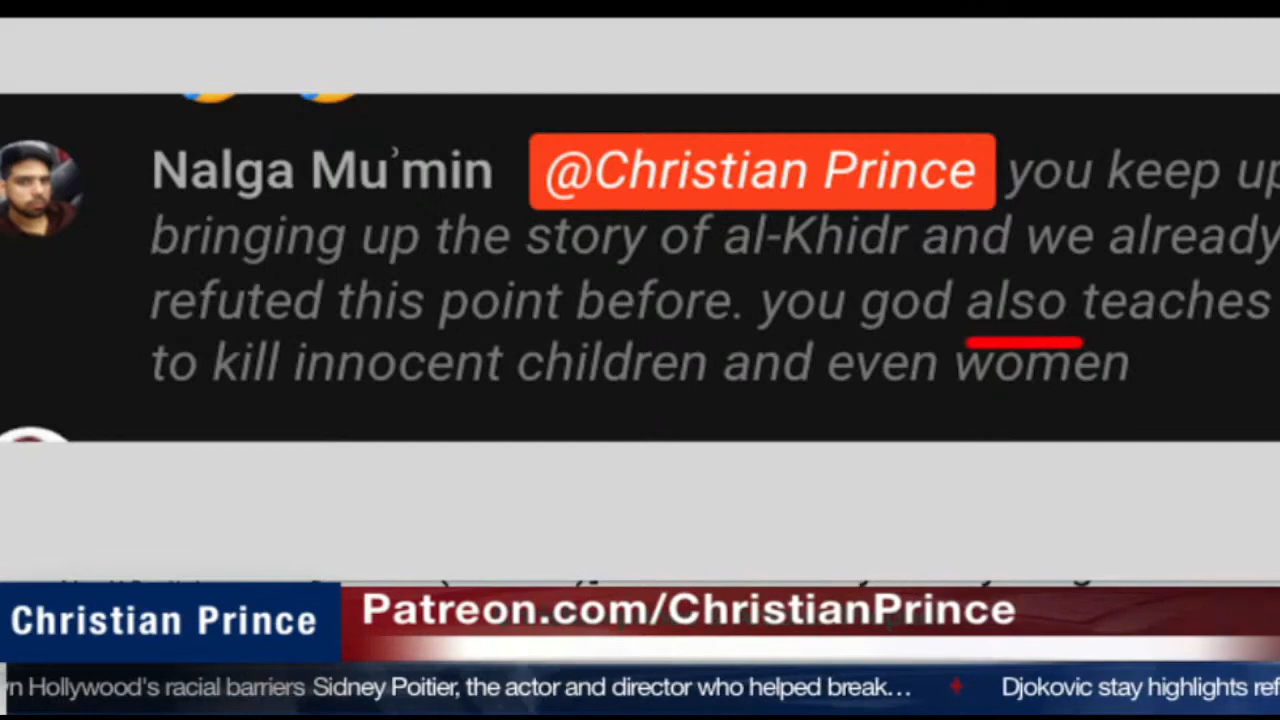 Nalga Mu'min @Christian Prince you keep up
bringing up the story of al-Khidr and we already
refuted this point before. you god also teaches
to kill innocent children and even women
Christian Prince
Patreon.com/ChristianPrince
Hollywood's racial barriers Sidney Poitier, the actor and director who helped break... Djokovic stay highlights